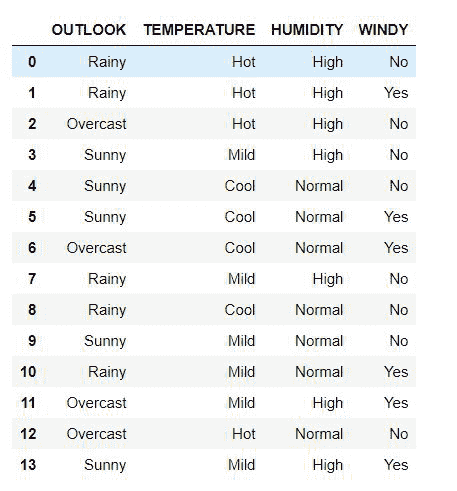 OUTLOOK TEMPERATURE HUMIDITY WINDY
0 Rainy Hot High No
1 Rainy Hot High Yes
2 Overcast Hot High No
3 Sunny Mild High No
4 Sunny Cool Normal No
5 Sunny Cool Normal Yes
6 Overcast Cool Normal Yes
7 Rainy Mild High No
8 Rainy Cool Normal No
9 Sunny Mild Normal No
10 Rainy Mild Normal Yes
11 Overcast Mild High Yes
12 Overcast Hot Normal No
13 Sunny Mild High Yes